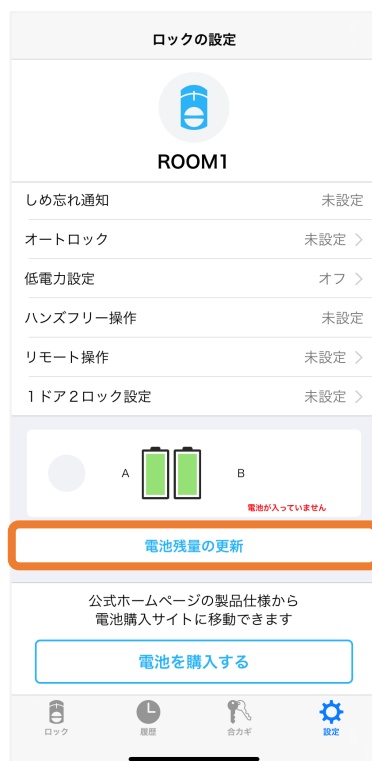 ロックの設定
ROOM1
しめ忘れ通知 未設定
オートロック 未設定
低電力設定 オフ
ハンズフリー操作 未設定
リモート操作 未設定
1ドア2ロック設定 未設定
A B
電池が入っていません
電池残量の更新
公式ホームページの製品仕様から
電池購入サイトに移動できます
電池を購入する
ロック 履歴 合カギ 設定